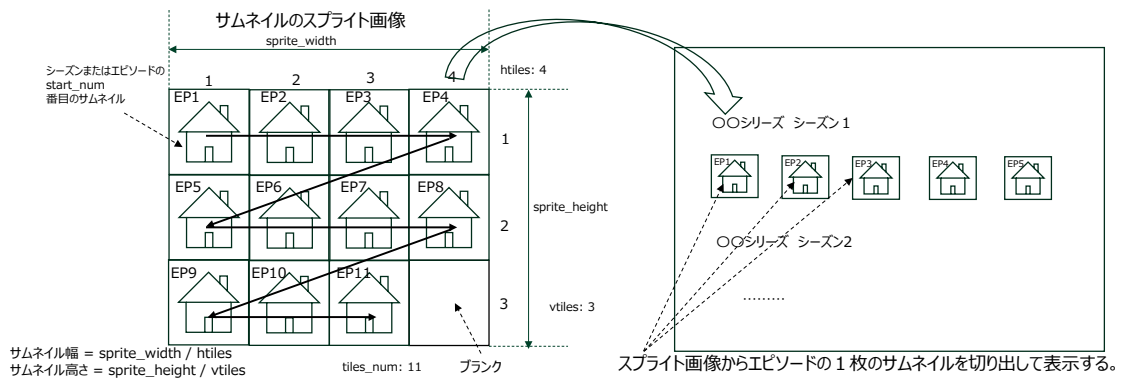 サムネイルのスプライト画像
sprite_width
シーズンまたはエピソードの
start_num
番目のサムネイル
1
2
3
4
htiles: 4
EP1
EP2
EP3
EP4
1
EP5
EP6
EP7
EP8
2
sprite_height
EP9
EP10
EP11
3
vtiles: 3
サムネイル幅 = sprite_width / htiles
サムネイル高さ = sprite_height / vtiles
tiles_num: 11
ブランク
〇〇シリーズ シーズン1
EP1
EP2
EP3
EP4
EP5
〇〇シリーズ シーズン2
………
スプライト画像からエピソードの1枚のサムネイルを切り出して表示する。